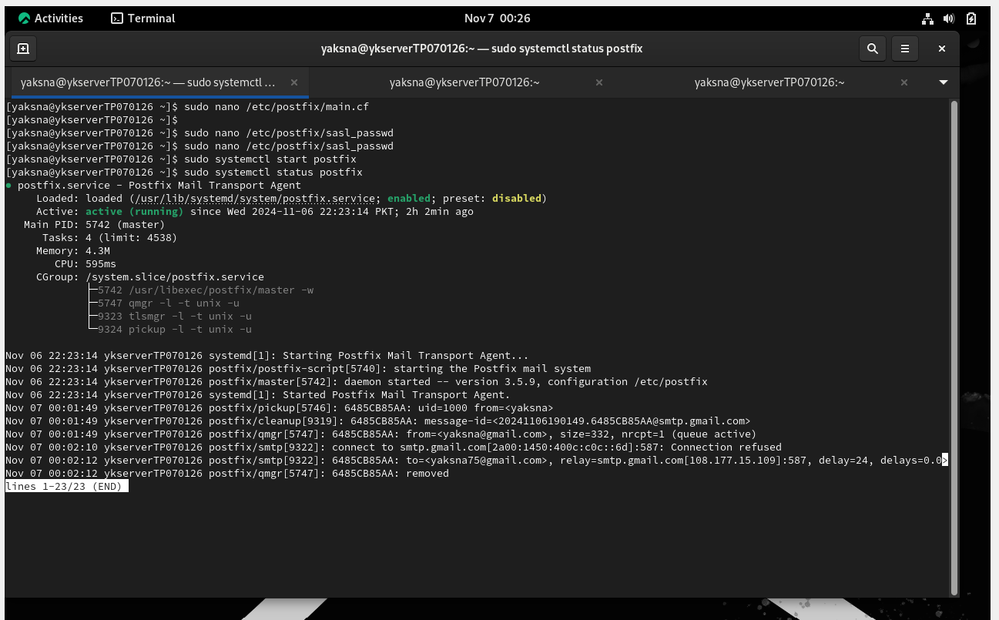 Activities Terminal Nov 7 00:26
yaksna@ykserverTP070126:~ — sudo systemctl status postfix
yaksna@ykserverTP070126:~ — sudo systemctl ... yaksna@ykserverTP070126:~ yaksna@ykserverTP070126:~
[yaksna@ykserverTP070126 ~]$ sudo nano /etc/postfix/main.cf
[yaksna@ykserverTP070126 ~]$
[yaksna@ykserverTP070126 ~]$ sudo nano /etc/postfix/sasl_passwd
[yaksna@ykserverTP070126 ~]$ sudo nano /etc/postfix/sasl_passwd
[yaksna@ykserverTP070126 ~]$ sudo systemctl start postfix
[yaksna@ykserverTP070126 ~]$ sudo systemctl status postfix
● postfix.service - Postfix Mail Transport Agent
Loaded: loaded (/usr/lib/systemd/system/postfix.service; enabled; preset: disabled)
Active: active (running) since Wed 2024-11-06 22:23:14 PKT; 2h 2min ago
Main PID: 5742 (master)
Tasks: 4 (limit: 4538)
Memory: 4.3M
CPU: 595ms
CGroup: /system.slice/postfix.service
├─5742 /usr/libexec/postfix/master -w
├─5747 qmgr -l -t unix -u
├─9323 tlsmgr -l -t unix -u
└─9324 pickup -l -t unix -u
Nov 06 22:23:14 ykserverTP070126 systemd[1]: Starting Postfix Mail Transport Agent...
Nov 06 22:23:14 ykserverTP070126 postfix/postfix-script[5740]: starting the Postfix mail system
Nov 06 22:23:14 ykserverTP070126 postfix/master[5742]: daemon started -- version 3.5.9, configuration /etc/postfix
Nov 06 22:23:14 ykserverTP070126 systemd[1]: Started Postfix Mail Transport Agent.
Nov 07 00:01:49 ykserverTP070126 postfix/pickup[5746]: 6485CB85AA: uid=1000 from=<yaksna>
Nov 07 00:01:49 ykserverTP070126 postfix/cleanup[9319]: 6485CB85AA: message-id=<20241106190149.6485CB85AA@smtp.gmail.com>
Nov 07 00:01:49 ykserverTP070126 postfix/qmgr[5747]: 6485CB85AA: from=<yaksna@gmail.com>, size=332, nrcpt=1 (queue active)
Nov 07 00:02:10 ykserverTP070126 postfix/smtp[9322]: connect to smtp.gmail.com[2a00:1450:400c:c0c::6d]:587: Connection refused
Nov 07 00:02:12 ykserverTP070126 postfix/smtp[9322]: 6485CB85AA: to=<yaksna75@gmail.com>, relay=smtp.gmail.com[108.177.15.109]:587, delay=24, delays=0.0>
Nov 07 00:02:12 ykserverTP070126 postfix/qmgr[5747]: 6485CB85AA: removed
lines 1-23/23 (END)